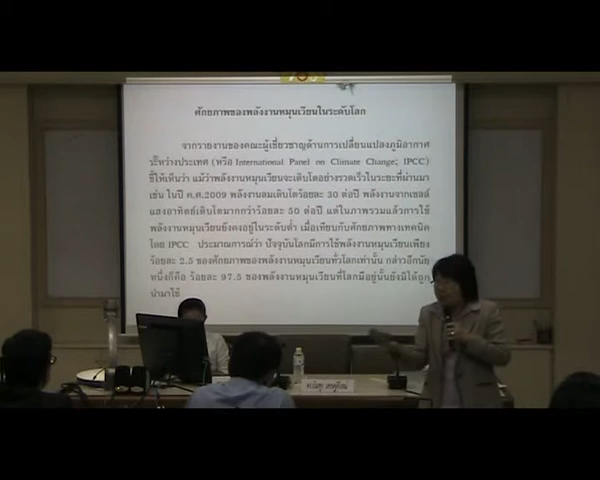 ศักยภาพของพลังงานหมุนเวียนในระดับโลก
จากรายงานของคณะผู้เชี่ยวชาญด้านการเปลี่ยนแปลงภูมิอากาศ
ระหว่างประเทศ (หรือ International Panel on Climate Change; IPCC)
ชี้ให้เห็นว่า แม้ว่าพลังงานหมุนเวียนจะเติบโตอย่างรวดเร็วในระยะที่ผ่านมา
เช่น ในปี ค.ศ.2009 พลังงานลมเติบโตร้อยละ 30 ต่อปี พลังงานจากเซลล์
แสงอาทิตย์เติบโตมากกว่าร้อยละ 50 ต่อปี แต่ในภาพรวมแล้วการใช้
พลังงานหมุนเวียนยังคงอยู่ในระดับต่ำ เมื่อเทียบกับศักยภาพทางเทคนิค
โดย IPCC ประมาณการณ์ว่า ปัจจุบันโลกมีการใช้พลังงานหมุนเวียนเพียง
ร้อยละ 2.5 ของศักยภาพของพลังงานหมุนเวียนทั่วโลกเท่านั้น กล่าวอีกนัย
หนึ่งก็คือ ร้อยละ 97.5 ของพลังงานหมุนเวียนที่โลกมีอยู่นั้นยังมิได้ถูก
นำมาใช้